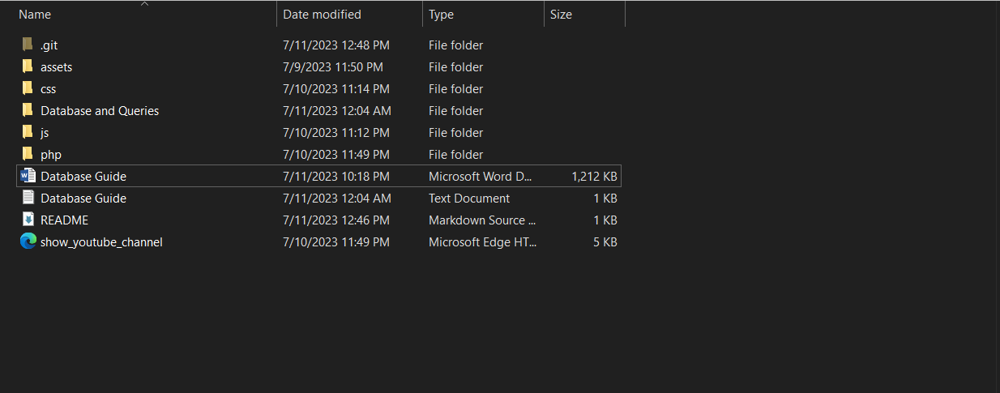 Name Date modified Type Size
.git 7/11/2023 12:48 PM File folder
assets 7/9/2023 11:50 PM File folder
css 7/10/2023 11:14 PM File folder
Database and Queries 7/11/2023 12:04 AM File folder
js 7/10/2023 11:12 PM File folder
php 7/10/2023 11:49 PM File folder
Database Guide 7/11/2023 10:18 PM Microsoft Word D... 1,212 KB
Database Guide 7/11/2023 12:04 AM Text Document 1 KB
README 7/11/2023 12:46 PM Markdown Source ... 1 KB
show_youtube_channel 7/10/2023 11:49 PM Microsoft Edge HT... 5 KB